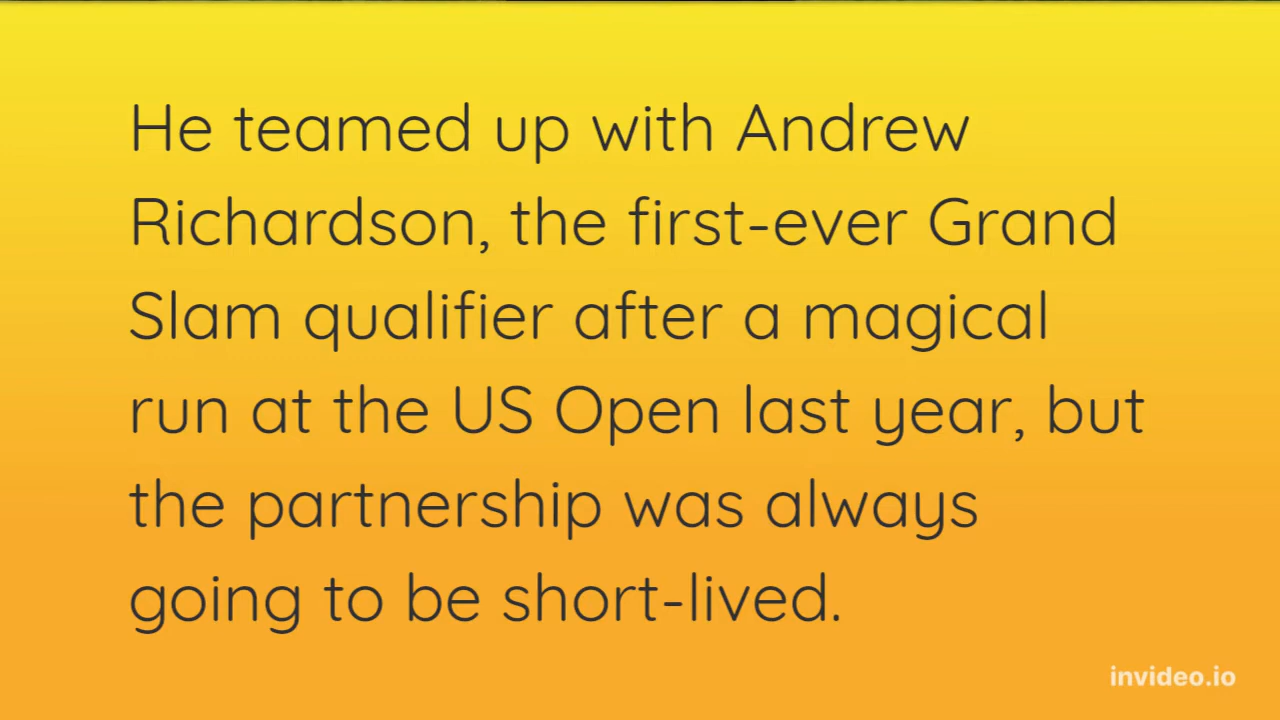 He teamed up with Andrew
Richardson, the first-ever Grand
Slam qualifier after a magical
run at the US Open last year, but
the partnership was always
going to be short-lived.
invideo.io